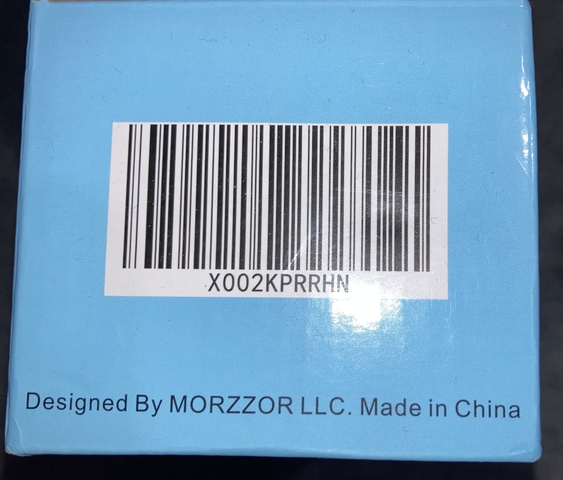 X002KPRRHN
Designed By MORZZOR LLC. Made in China